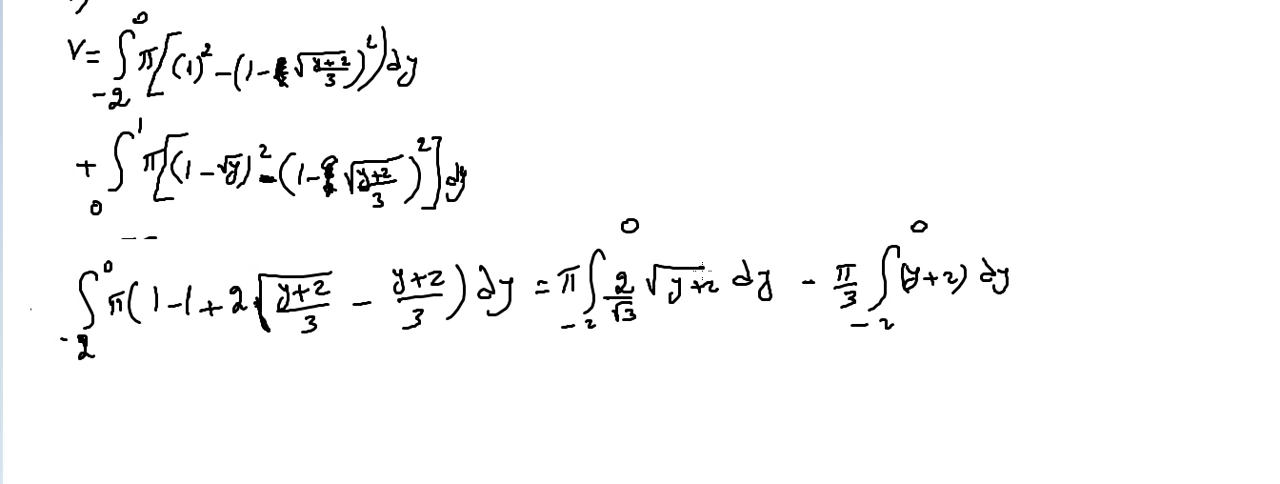 V = ∫_{-2}^{0} π[(1)² - (1 - √((y+2)/3))²] dy
+ ∫_{0}^{1} π[(1 - √y)² - (1 - √((y+2)/3))²] dy
∫_{-2}^{0} π(1 - 1 + 2√((y+2)/3) - (y+2)/3) dy = π ∫_{-2}^{0} 2/√3 √(y+2) dy - π/3 ∫_{-2}^{0} (y+2) dy